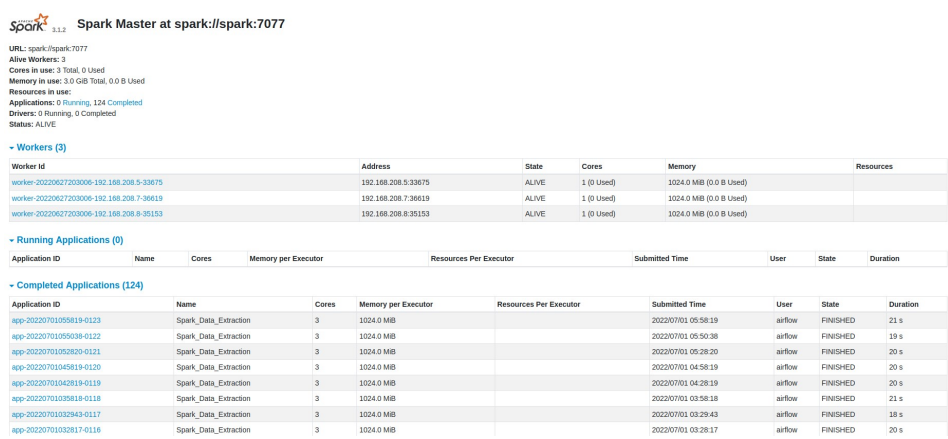 APACHE
Spark 3.1.2 Spark Master at spark://spark:7077
URL: spark://spark:7077
Alive Workers: 3
Cores in use: 3 Total, 0 Used
Memory in use: 3.0 GiB Total, 0.0 B Used
Resources in use:
Applications: 0 Running, 124 Completed
Drivers: 0 Running, 0 Completed
Status: ALIVE
Workers (3)
Worker Id Address State Cores Memory Resources
worker-20220627203006-192.168.208.5-33675 192.168.208.5:33675 ALIVE 1 (0 Used) 1024.0 MiB (0.0 B Used)
worker-20220627203006-192.168.208.7-36619 192.168.208.7:36619 ALIVE 1 (0 Used) 1024.0 MiB (0.0 B Used)
worker-20220627203006-192.168.208.8-35153 192.168.208.8:35153 ALIVE 1 (0 Used) 1024.0 MiB (0.0 B Used)
Running Applications (0)
Application ID Name Cores Memory per Executor Resources Per Executor Submitted Time User State Duration
Completed Applications (124)
Application ID Name Cores Memory per Executor Resources Per Executor Submitted Time User State Duration
app-20220701055819-0123 Spark_Data_Extraction 3 1024.0 MiB 2022/07/01 05:58:19 airflow FINISHED 21 s
app-20220701055038-0122 Spark_Data_Extraction 3 1024.0 MiB 2022/07/01 05:50:38 airflow FINISHED 19 s
app-20220701052820-0121 Spark_Data_Extraction 3 1024.0 MiB 2022/07/01 05:28:20 airflow FINISHED 20 s
app-20220701045819-0120 Spark_Data_Extraction 3 1024.0 MiB 2022/07/01 04:58:19 airflow FINISHED 20 s
app-20220701042819-0119 Spark_Data_Extraction 3 1024.0 MiB 2022/07/01 04:28:19 airflow FINISHED 20 s
app-20220701035818-0118 Spark_Data_Extraction 3 1024.0 MiB 2022/07/01 03:58:18 airflow FINISHED 21 s
app-20220701032943-0117 Spark_Data_Extraction 3 1024.0 MiB 2022/07/01 03:29:43 airflow FINISHED 18 s
app-20220701032817-0116 Spark_Data_Extraction 3 1024.0 MiB 2022/07/01 03:28:17 airflow FINISHED 20 s